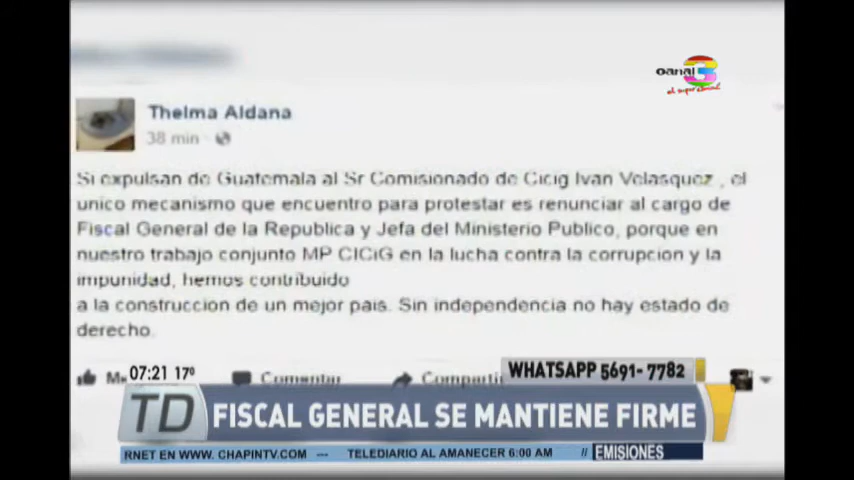 canal 3
el super canal
Thelma Aldana
38 min
Si expulsan de Guatemala al Sr Comisionado de Cicig Ivan Velasquez , el
unico mecanismo que encuentro para protestar es renunciar al cargo de
Fiscal General de la Republica y Jefa del Ministerio Publico, porque en
nuestro trabajo conjunto MP CICIG en la lucha contra la corrupcion y la
impunidad, hemos contribuido
a la construccion de un mejor pais. Sin independencia no hay estado de
derecho.
Comentar Compartir
07:21 17º
WHATSAPP 5691-7782
TD FISCAL GENERAL SE MANTIENE FIRME
RNET EN WWW. CHAPINTV.COM --- TELEDIARIO AL AMANECER 6:00 AM // EMISIONES